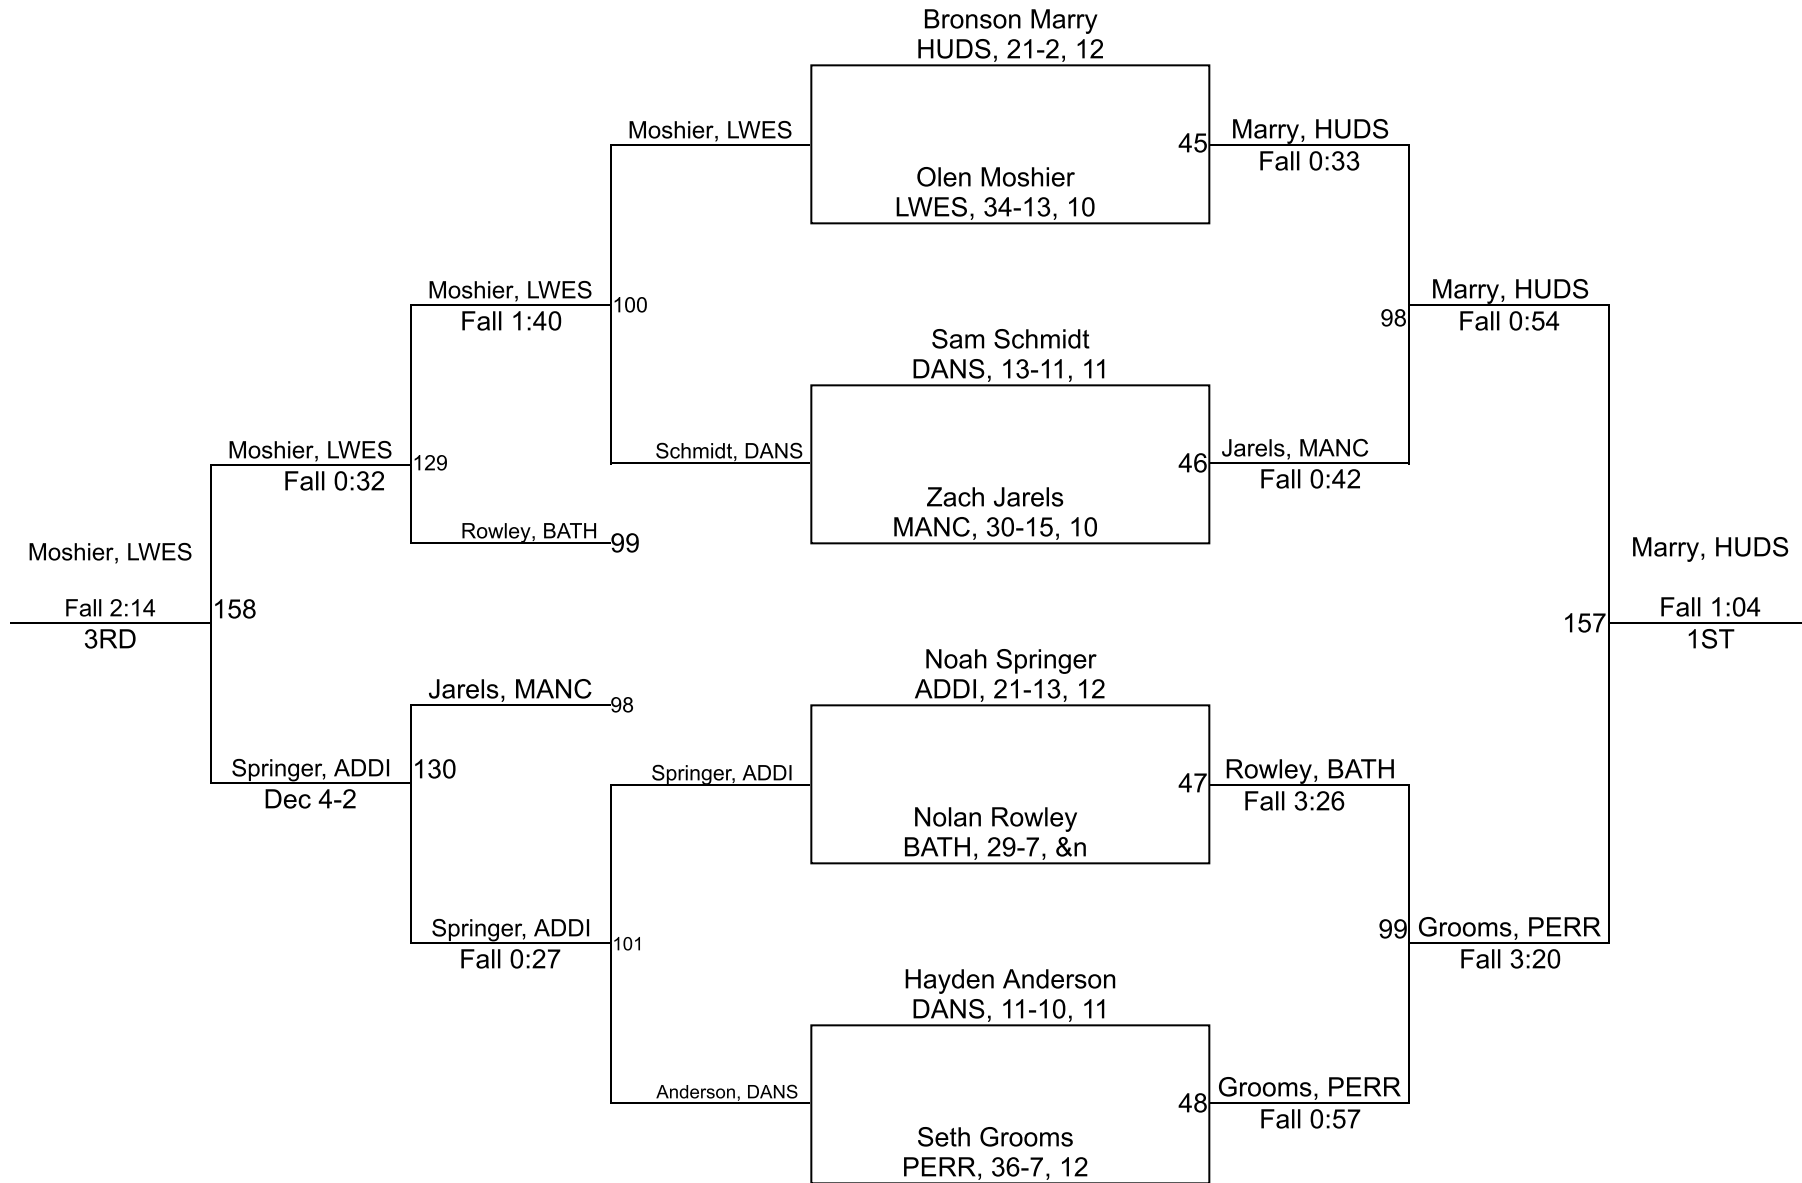 Bronson Marry
HUDS, 21-2, 12
Moshier, LWES
45
Marry, HUDS
Fall 0:33
Olen Moshier
LWES, 34-13, 10
Moshier, LWES
Fall 1:40
100
98
Marry, HUDS
Fall 0:54
Sam Schmidt
DANS, 13-11, 11
Schmidt, DANS
46
Jarels, MANC
Fall 0:42
Moshier, LWES
Fall 0:32
129
Zach Jarels
MANC, 30-15, 10
Rowley, BATH
99
Moshier, LWES
Fall 2:14
3RD
158
Marry, HUDS
157
Fall 1:04
1ST
Noah Springer
ADDI, 21-13, 12
Jarels, MANC
98
Springer, ADDI
Dec 4-2
130
Springer, ADDI
47
Rowley, BATH
Fall 3:26
Nolan Rowley
BATH, 29-7, &n
Springer, ADDI
Fall 0:27
101
99
Grooms, PERR
Fall 3:20
Hayden Anderson
DANS, 11-10, 11
Anderson, DANS
48
Grooms, PERR
Fall 0:57
Seth Grooms
PERR, 36-7, 12